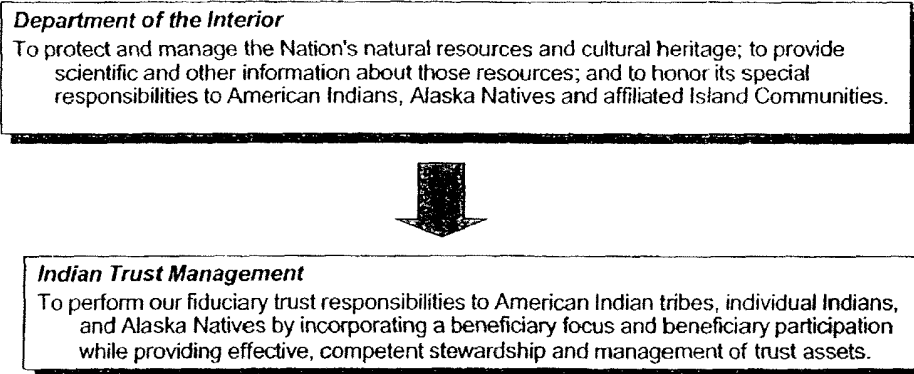 Department of the Interior
To protect and manage the Nation's natural resources and cultural heritage; to provide
scientific and other information about those resources; and to honor its special
responsibilities to American Indians, Alaska Natives and affiliated Island Communities.
Indian Trust Management
To perform our fiduciary trust responsibilities to American Indian tribes, individual Indians,
and Alaska Natives by incorporating a beneficiary focus and beneficiary participation
while providing effective, competent stewardship and management of trust assets.